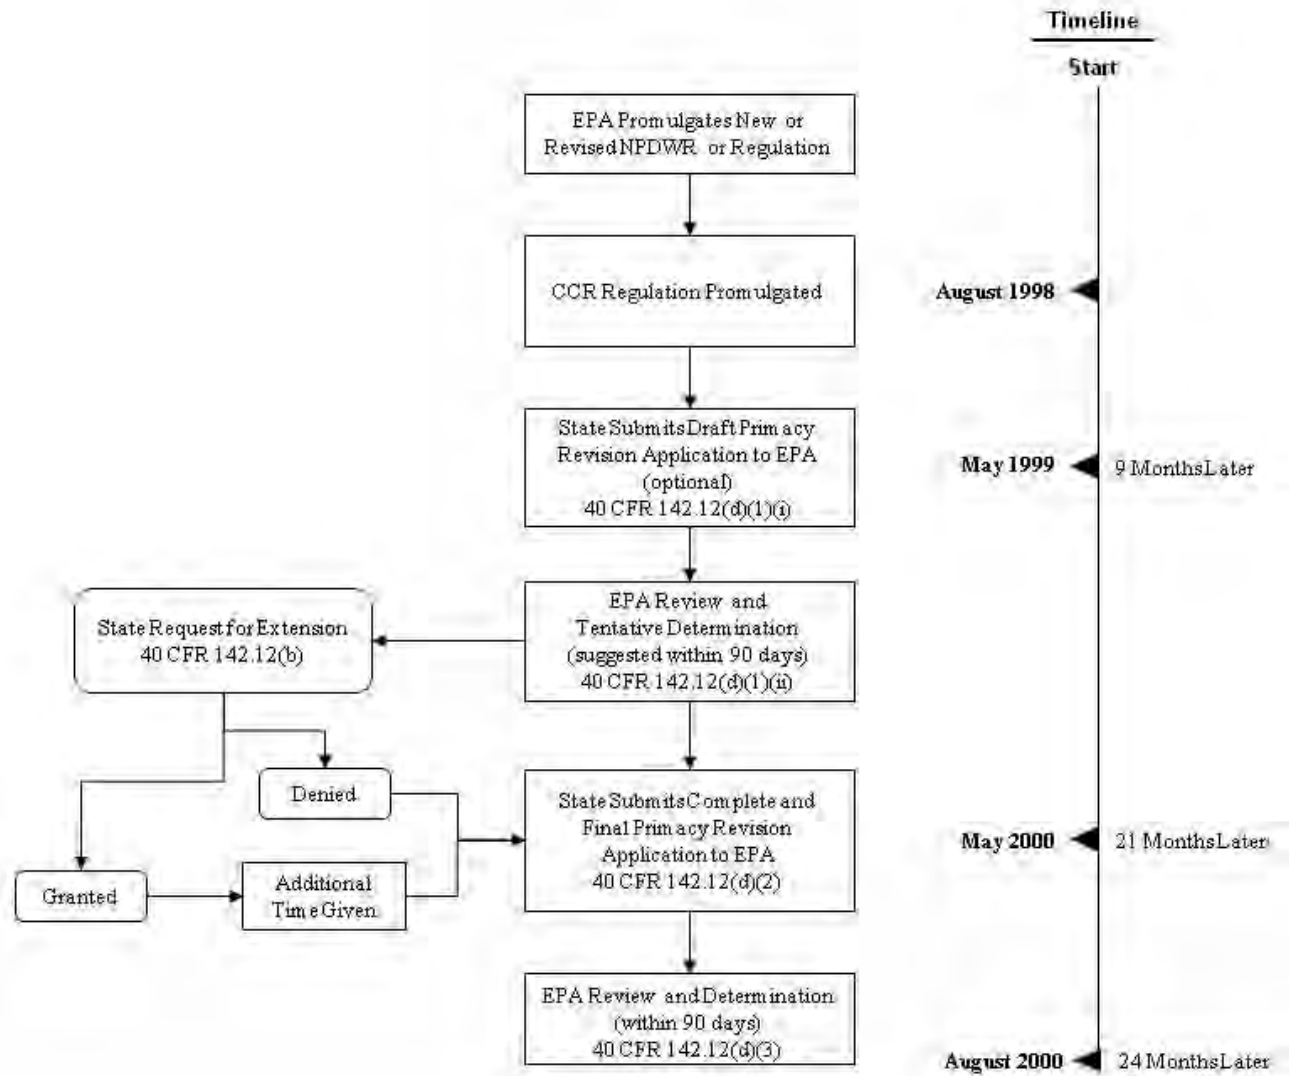 Timeline
Start
EPA Promulgates New or
Revised NPDWR or Regulation
CCR Regulation Promulgated
August 1998
State Submits Draft Primacy
Revision Application to EPA
(optional)
40 CFR 142.12(d)(1)(i)
May 1999
9 Months Later
EPA Review and
Tentative Determination
(suggested within 90 days)
40 CFR 142.12(d)(1)(ii)
State Request for Extension
40 CFR 142.12(b)
Denied
Granted
Additional
Time Given
State Submits Complete and
Final Primacy Revision
Application to EPA
40 CFR 142.12(d)(2)
May 2000
21 Months Later
EPA Review and Determination
(within 90 days)
40 CFR 142.12(d)(3)
August 2000
24 Months Later